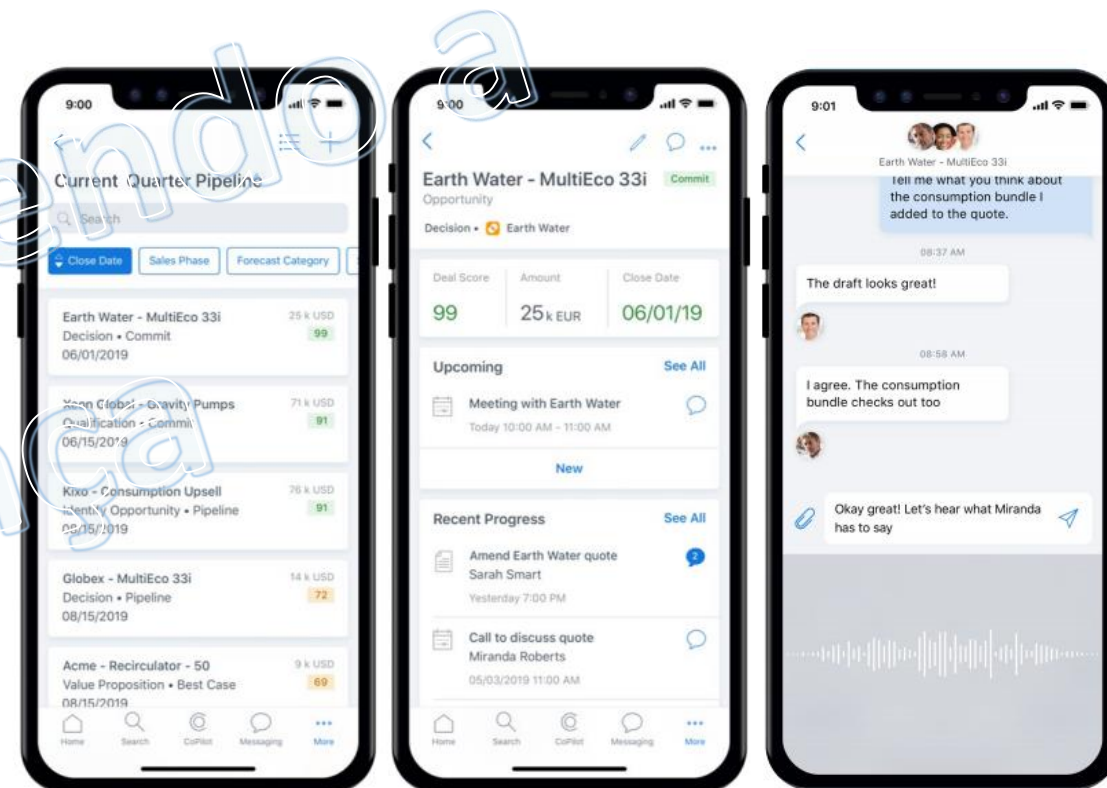 endo a
nça
9:00
Current Quarter Pipeline
Search
Close Date
Sales Phase
Forecast Category
Earth Water - MultiEco 33i
25 k USD
Decision • Commit
99
06/01/2019
Xeon Global - Gravity Pumps
71 k USD
Qualification - Commit
91
06/15/2019
Kixo - Consumption Upsell
76 k USD
Identify Opportunity • Pipeline
91
08/15/2019
Globex - MultiEco 33i
14 k USD
Decision • Pipeline
72
08/15/2019
Acme - Recirculator - 50
9 k USD
Value Proposition • Best Case
69
08/15/2019
Home
Search
CoPilot
Messaging
More
9:00
Earth Water - MultiEco 33i
Commit
Opportunity
Decision •
Earth Water
Deal Score
Amount
Close Date
99
25 k EUR
06/01/19
Upcoming
See All
Meeting with Earth Water
Today 10:00 AM - 11:00 AM
New
Recent Progress
See All
Amend Earth Water quote
2
Sarah Smart
Yesterday 7:00 PM
Call to discuss quote
Miranda Roberts
05/03/2019 11:00 AM
Home
Search
CoPilot
Messaging
More
9:01
Earth Water - MultiEco 33i
Tell me what you think about
the consumption bundle I
added to the quote.
08:37 AM
The draft looks great!
08:58 AM
I agree. The consumption
bundle checks out too
Okay great! Let's hear what Miranda
has to say